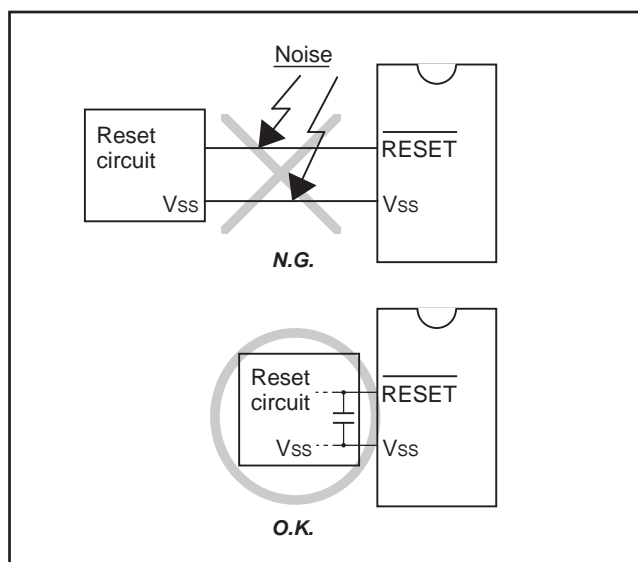 Noise
Reset
circuit
RESET
VSS
VSS
N.G.
Reset
circuit
RESET
VSS
VSS
O.K.